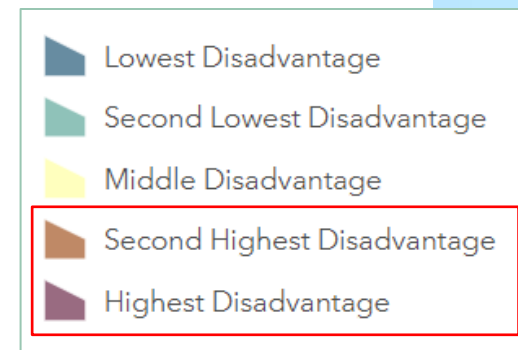 Lowest Disadvantage
Second Lowest Disadvantage
Middle Disadvantage
Second Highest Disadvantage
Highest Disadvantage